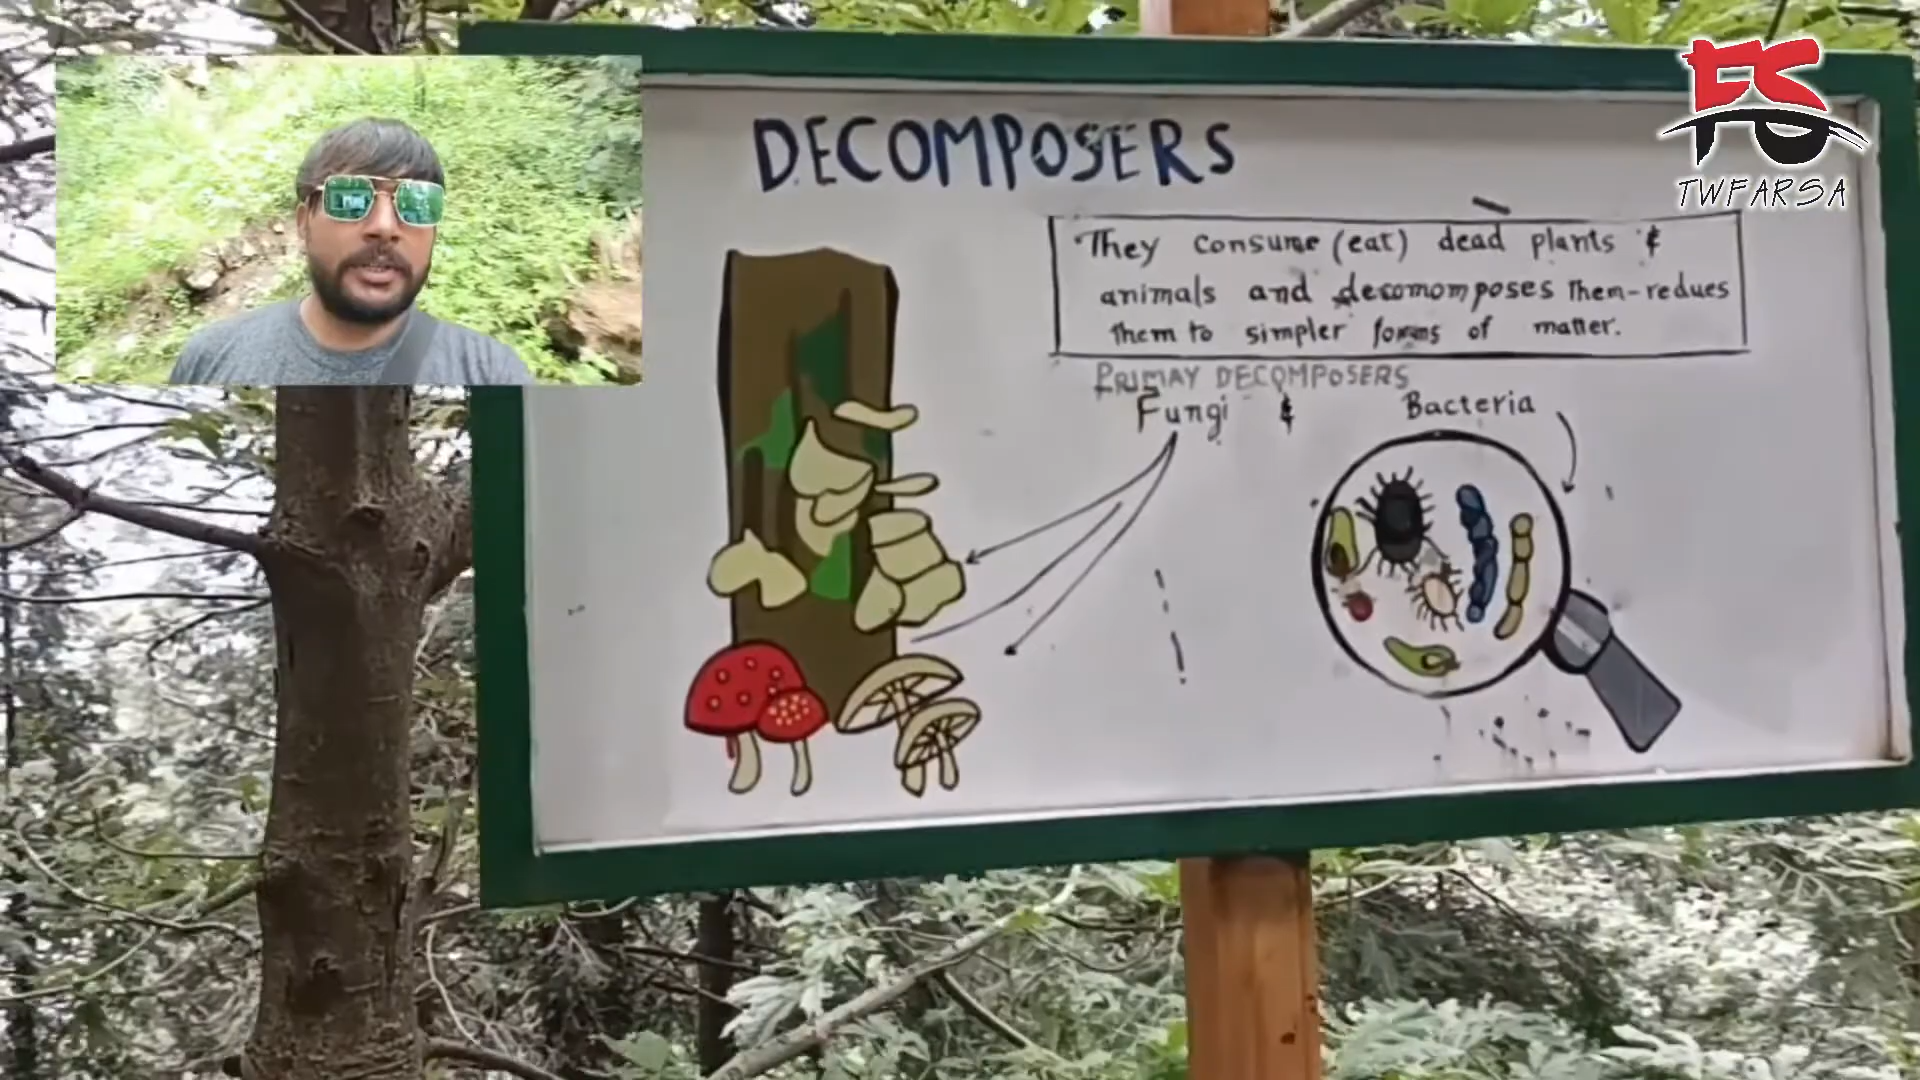 FS
TWFARSA
DECOMPOSERS
They consume (eat) dead plants &
animals and decomomposes Them-redues
Them to simpler forms of matter.
PRIMAY DECOMPOSERS
Fungi & Bacteria